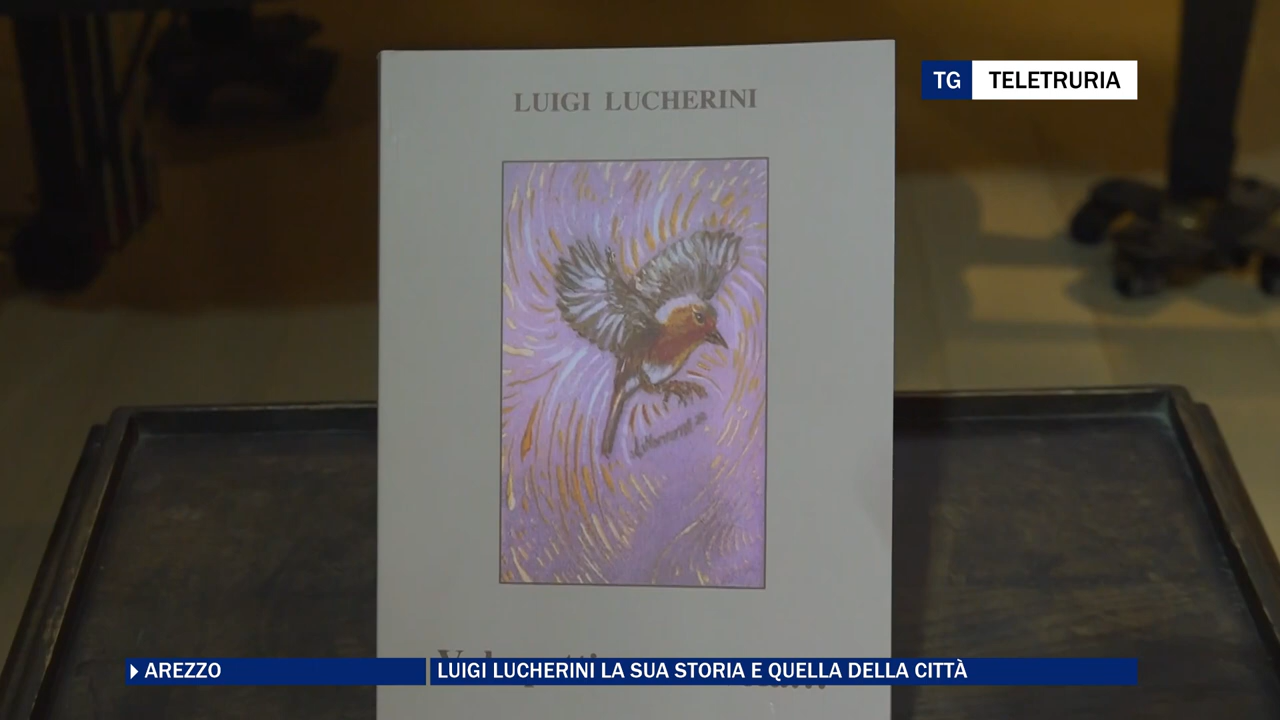 LUIGI LUCHERINI
TG TELETRURIA
AREZZO
LUIGI LUCHERINI LA SUA STORIA E QUELLA DELLA CITTÀ